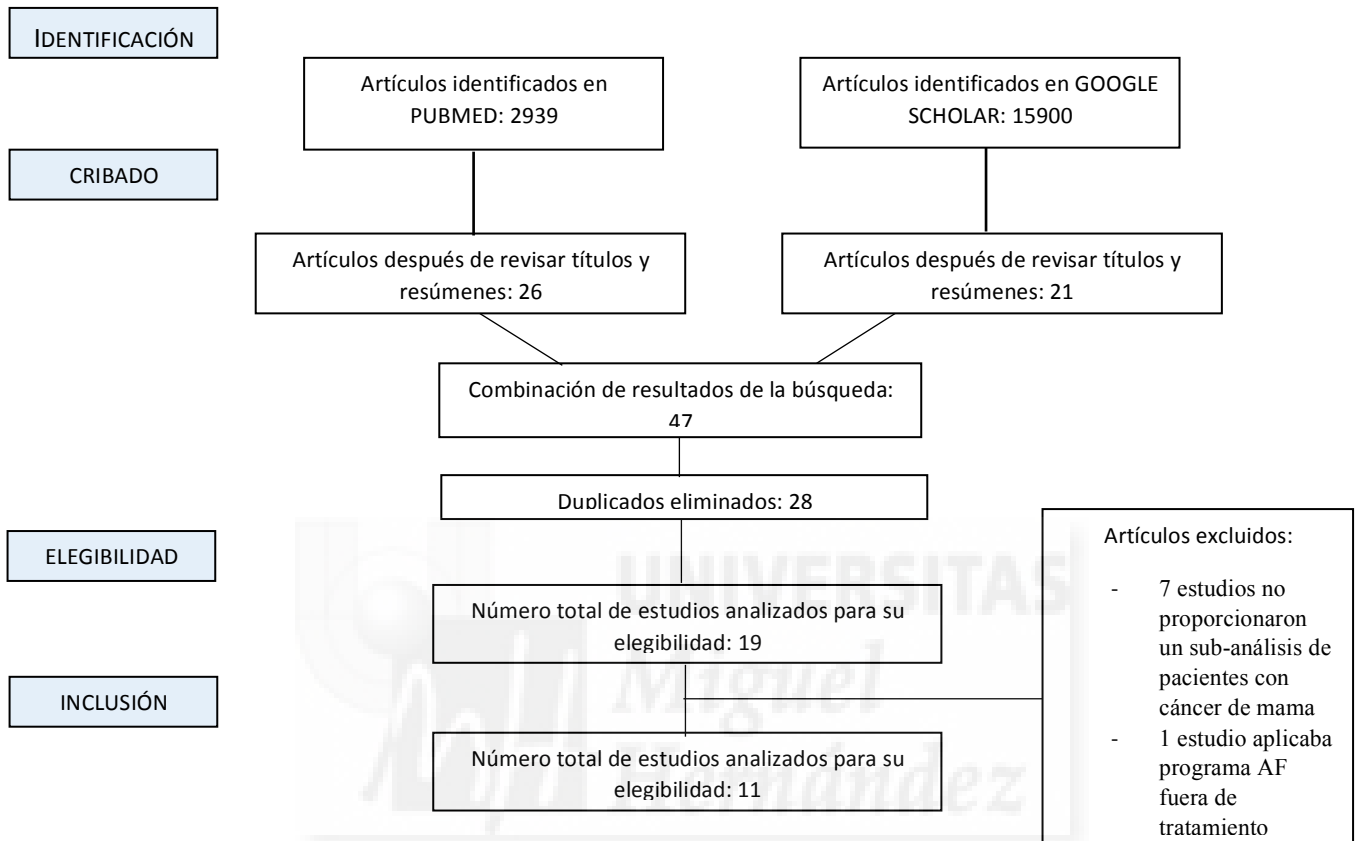 IDENTIFICACIÓN
Artículos identificados en
PUBMED: 2939
Artículos identificados en GOOGLE
SCHOLAR: 15900
CRIBADO
Artículos después de revisar títulos y
resúmenes: 26
Artículos después de revisar títulos y
resúmenes: 21
Combinación de resultados de la búsqueda:
47
Duplicados eliminados: 28
ELEGIBILIDAD
Número total de estudios analizados para su
elegibilidad: 19
Artículos excluidos:
- 7 estudios no
proporcionaron
un sub-análisis de
pacientes con
cáncer de mama
- 1 estudio aplicaba
programa AF
fuera de
tratamiento
INCLUSIÓN
Número total de estudios analizados para su
elegibilidad: 11
UNIVERSITAS
Miguel
Hernández